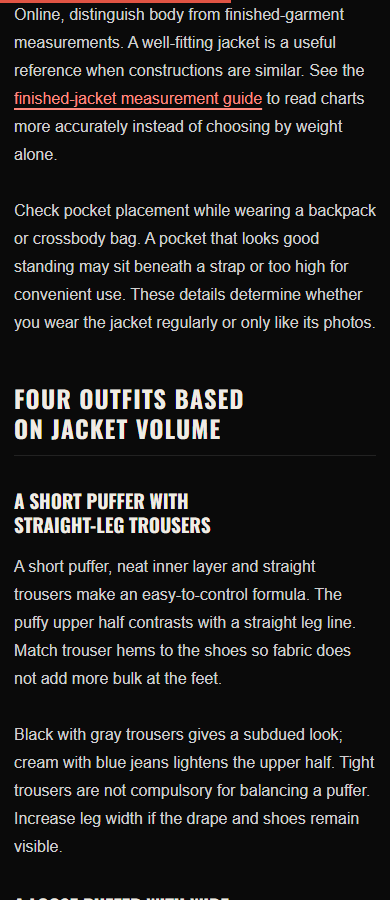 Online, distinguish body from finished-garment
measurements. A well-fitting jacket is a useful
reference when constructions are similar. See the
finished-jacket measurement guide to read charts
more accurately instead of choosing by weight
alone.
Check pocket placement while wearing a backpack
or crossbody bag. A pocket that looks good
standing may sit beneath a strap or too high for
convenient use. These details determine whether
you wear the jacket regularly or only like its photos.
FOUR OUTFITS BASED
ON JACKET VOLUME
A SHORT PUFFER WITH
STRAIGHT-LEG TROUSERS
A short puffer, neat inner layer and straight
trousers make an easy-to-control formula. The
puffy upper half contrasts with a straight leg line.
Match trouser hems to the shoes so fabric does
not add more bulk at the feet.
Black with gray trousers gives a subdued look;
cream with blue jeans lightens the upper half. Tight
trousers are not compulsory for balancing a puffer.
Increase leg width if the drape and shoes remain
visible.